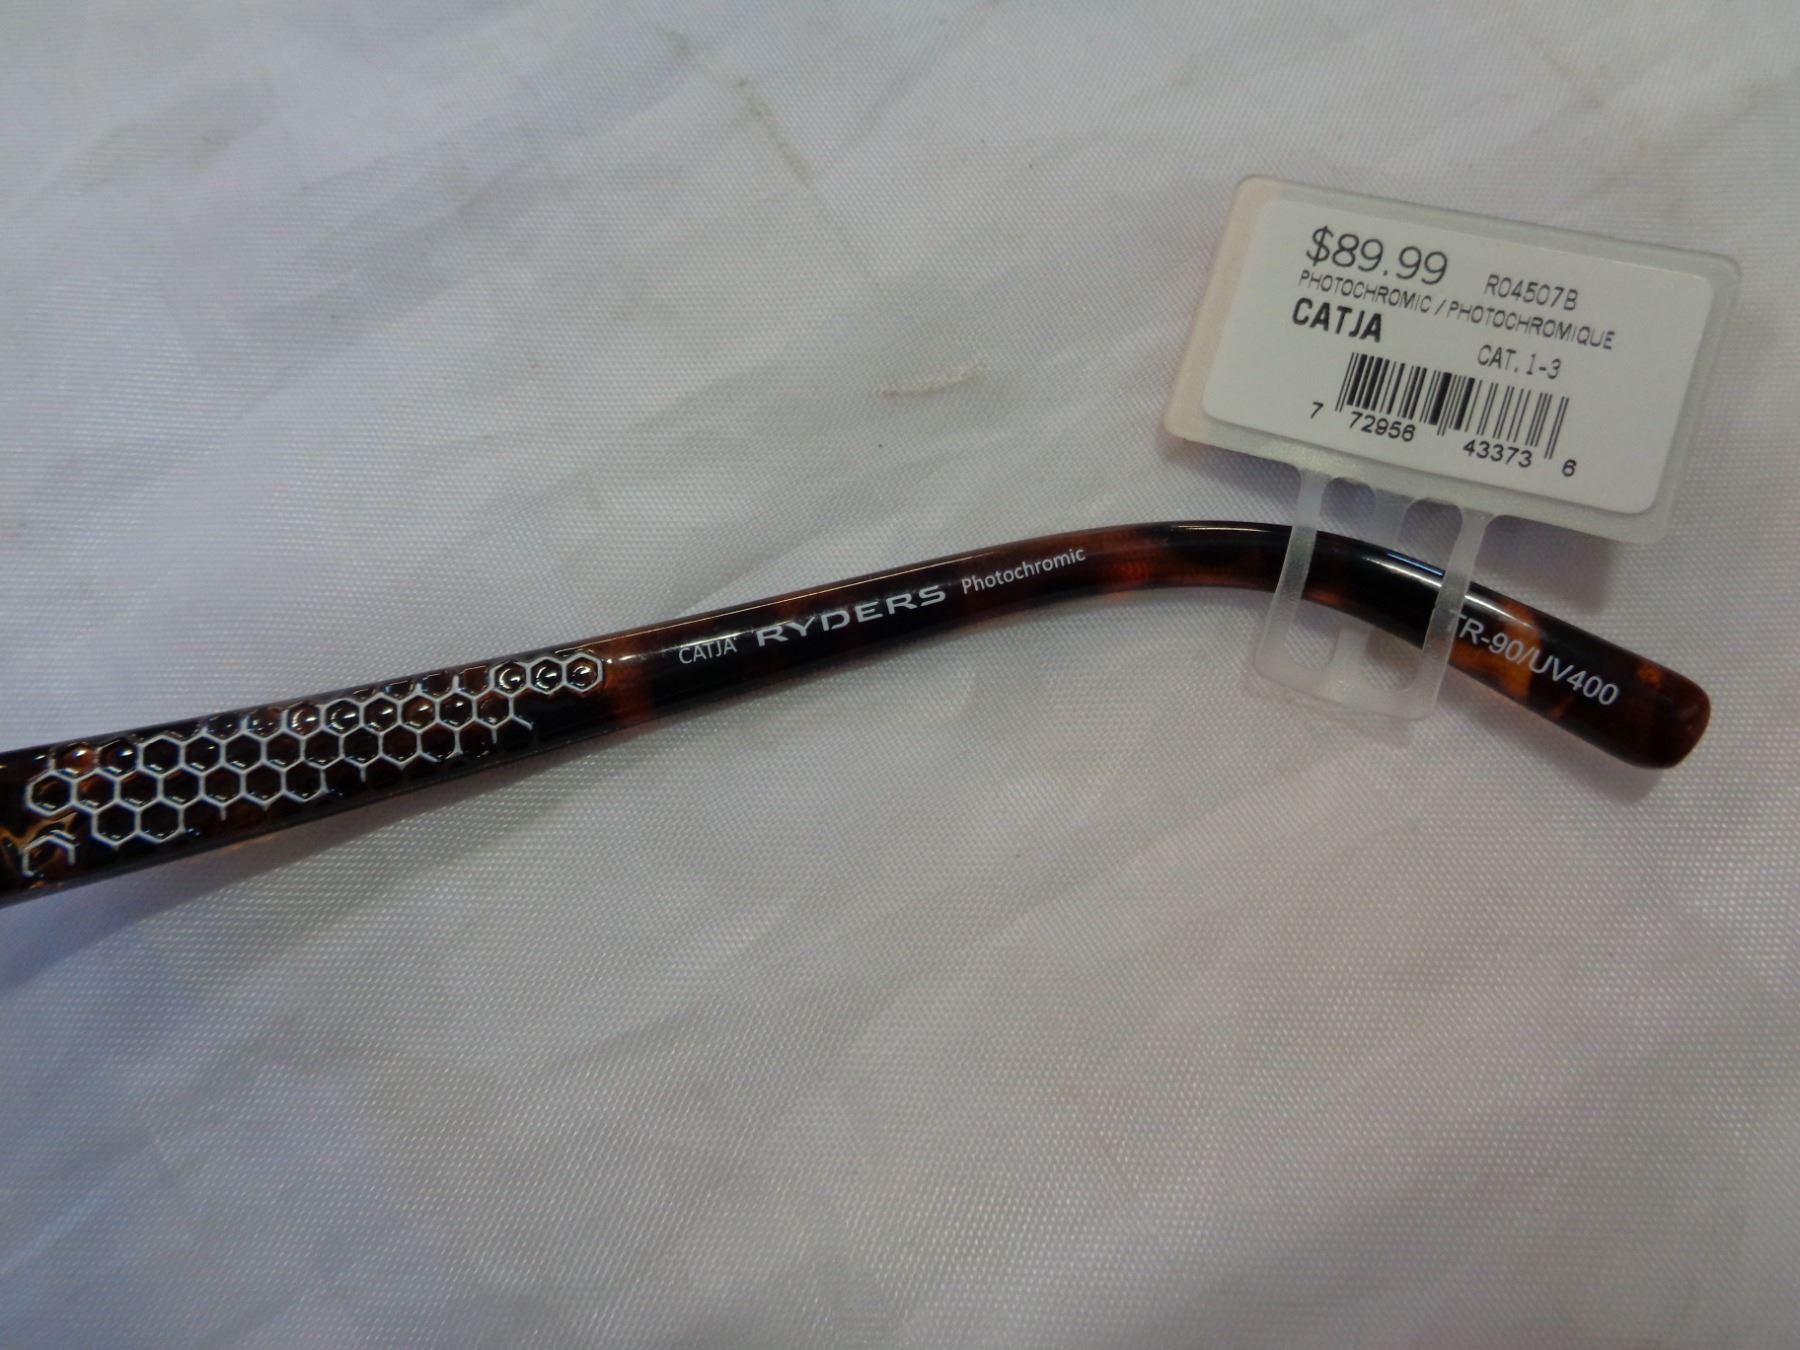 $89.99 R04507B
PHOTOCHROMIC / PHOTOCHROMIQUE
CATJA
CAT. 1-3
7 72956 43373 6
CATJA RYDERS Photochromic
TR-90/UV400